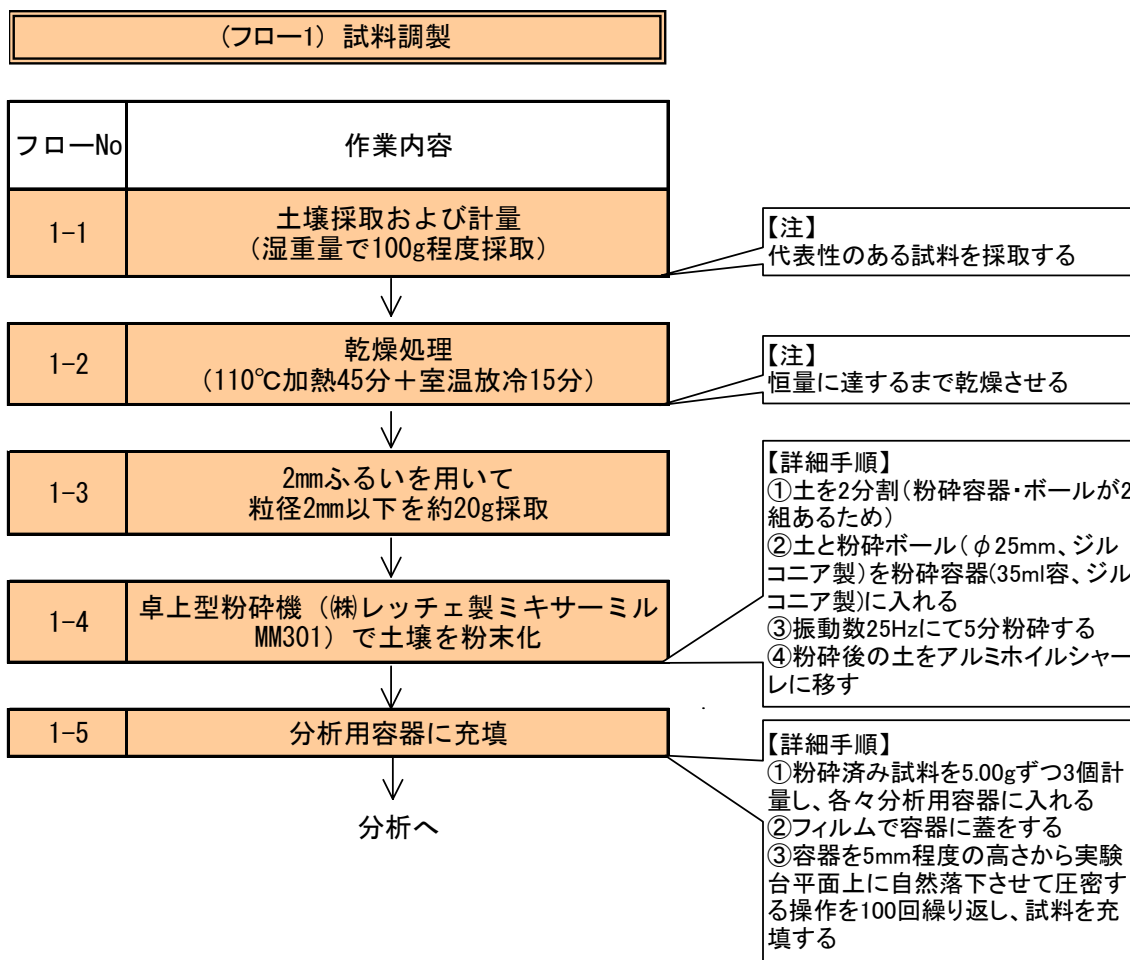 (フロー1) 試料調製
フローNo 作業内容
1-1
土壌採取および計量
(湿重量で100g程度採取)
【注】
代表性のある試料を採取する
1-2
乾燥処理
(110℃加熱45分+室温放冷15分)
【注】
恒量に達するまで乾燥させる
1-3
2㎜ふるいを用いて
粒径2㎜以下を約20g採取
1-4
卓上型粉砕機 (㈱レッチェ製ミキサーミル
MM301) で土壌を粉末化
【詳細手順】
①土を2分割(粉砕容器・ボールが2
組あるため)
②土と粉砕ボール(φ25mm、ジル
コニア製)を粉砕容器(35ml容、ジル
コニア製)に入れる
③振動数25Hzにて5分粉砕する
④粉砕後の土をアルミホイルシャー
レに移す
1-5
分析用容器に充填
【詳細手順】
①粉砕済み試料を5.00gずつ3個計
量し、各々分析用容器に入れる
②フィルムで容器に蓋をする
③容器を5mm程度の高さから実験
台平面上に自然落下させて圧密す
る操作を100回繰り返し、試料を充
填する
分析へ